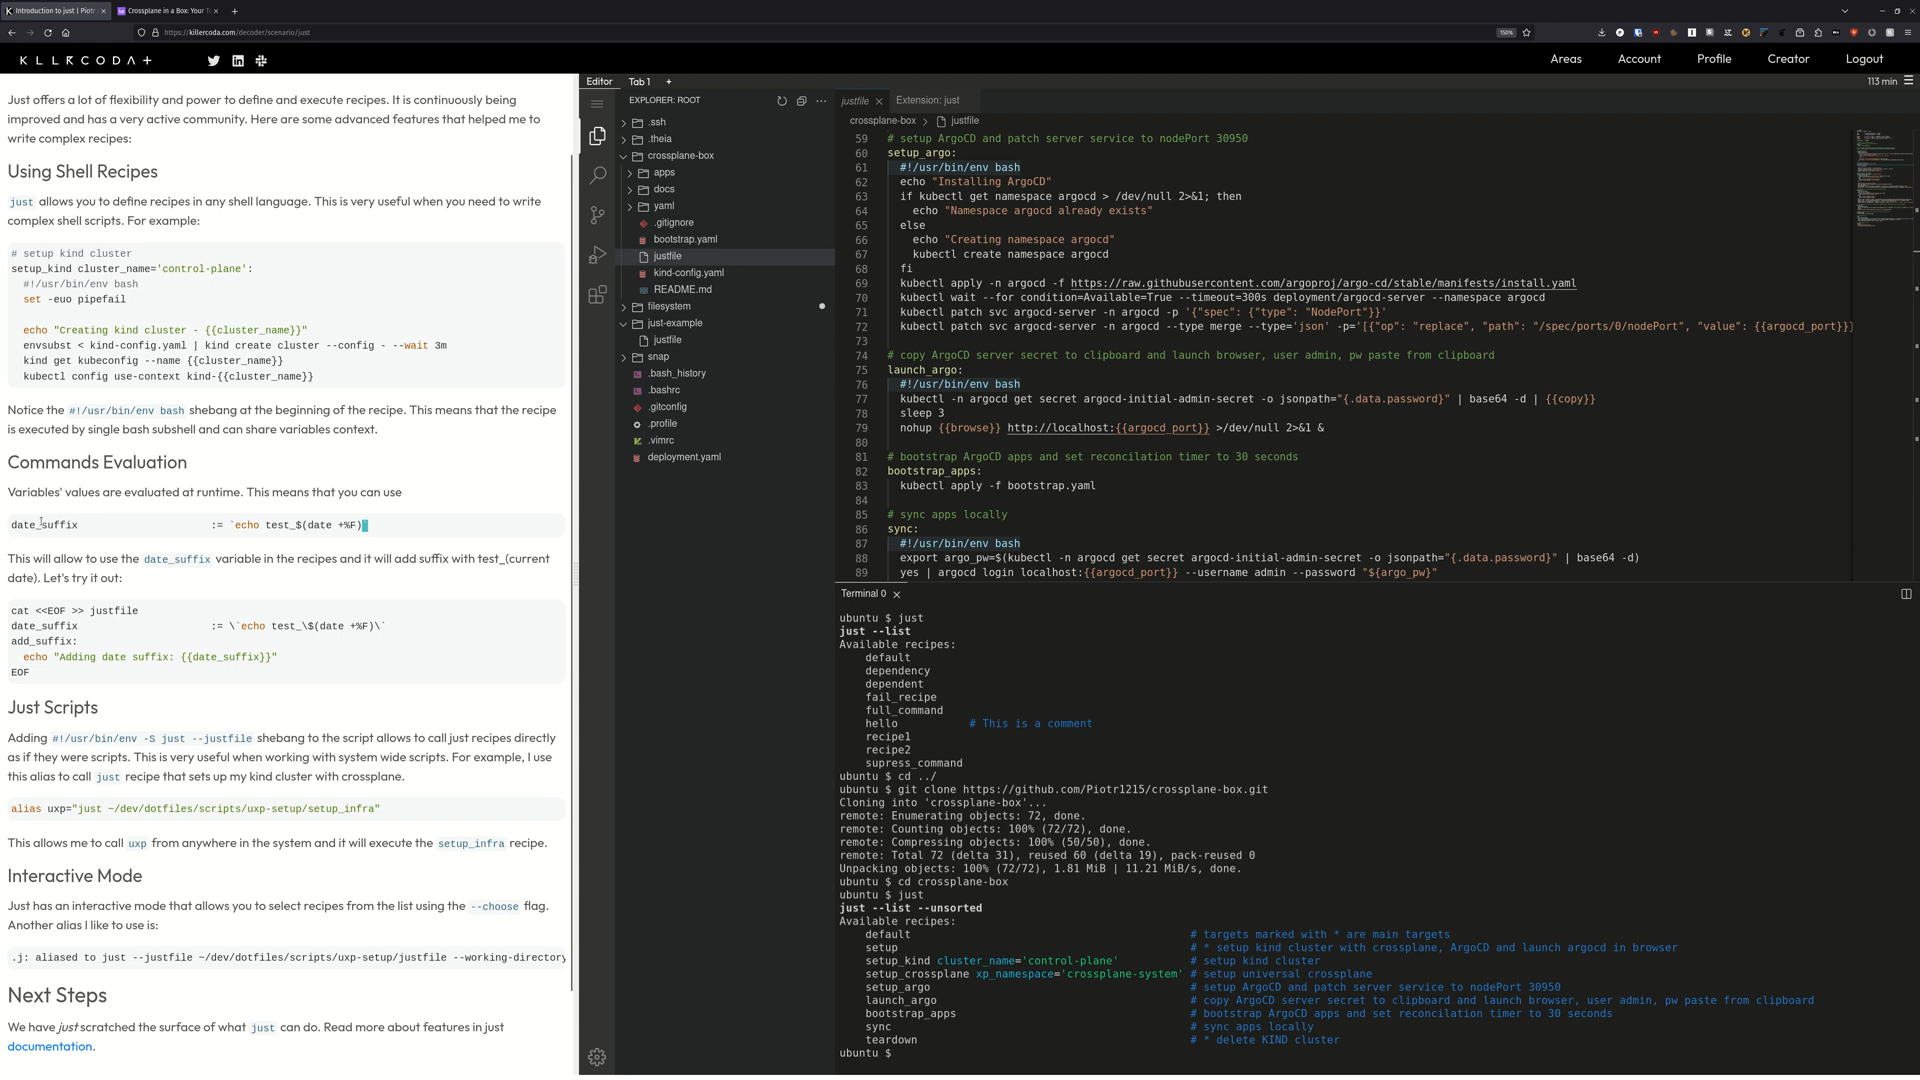 Introduction to just | Piotr
Crossplane in a Box: Your T
https://killercoda.com/decoder/scenario/just
150%
KLLRCODA+
Areas
Account
Profile
Creator
Logout
Just offers a lot of flexibility and power to define and execute recipes. It is continuously being
improved and has a very active community. Here are some advanced features that helped me to
write complex recipes:
Using Shell Recipes
just allows you to define recipes in any shell language. This is very useful when you need to write
complex shell scripts. For example:
# setup kind cluster
setup_kind cluster_name='control-plane':
#!/usr/bin/env bash
set -euo pipefail
echo "Creating kind cluster - {{cluster_name}}"
envsubst < kind-config.yaml | kind create cluster --config - --wait 3m
kind get kubeconfig --name {{cluster_name}}
kubectl config use-context kind-{{cluster_name}}
Notice the #!/usr/bin/env bash shebang at the beginning of the recipe. This means that the recipe
is executed by single bash subshell and can share variables context.
Commands Evaluation
Variables' values are evaluated at runtime. This means that you can use
date_suffix := `echo test_$(date +%F)`
This will allow to use the date_suffix variable in the recipes and it will add suffix with test_(current
date). Let's try it out:
cat <<EOF >> justfile
date_suffix := \`echo test_\$(date +%F)\`
add_suffix:
echo "Adding date suffix: {{date_suffix}}"
EOF
Just Scripts
Adding #!/usr/bin/env -S just --justfile shebang to the script allows to call just recipes directly
as if they were scripts. This is very useful when working with system wide scripts. For example, I use
this alias to call just recipe that sets up my kind cluster with crossplane.
alias uxp="just ~/dev/dotfiles/scripts/uxp-setup/setup_infra"
This allows me to call uxp from anywhere in the system and it will execute the setup_infra recipe.
Interactive Mode
Just has an interactive mode that allows you to select recipes from the list using the --choose flag.
Another alias I like to use is:
.j: aliased to just --justfile ~/dev/dotfiles/scripts/uxp-setup/justfile --working-directory
Next Steps
We have just scratched the surface of what just can do. Read more about features in just
documentation.
Editor
Tab 1
+
113 min
EXPLORER: ROOT
.ssh
.theia
crossplane-box
apps
docs
yaml
.gitignore
bootstrap.yaml
justfile
kind-config.yaml
README.md
filesystem
just-example
justfile
snap
.bash_history
.bashrc
.gitconfig
.profile
.vimrc
deployment.yaml
justfile
Extension: just
crossplane-box > justfile
59 # setup ArgoCD and patch server service to nodePort 30950
60 setup_argo:
61 #!/usr/bin/env bash
62 echo "Installing ArgoCD"
63 if kubectl get namespace argocd > /dev/null 2>&1; then
64 echo "Namespace argocd already exists"
65 else
66 echo "Creating namespace argocd"
67 kubectl create namespace argocd
68 fi
69 kubectl apply -n argocd -f https://raw.githubusercontent.com/argoproj/argo-cd/stable/manifests/install.yaml
70 kubectl wait --for condition=Available=True --timeout=300s deployment/argocd-server --namespace argocd
71 kubectl patch svc argocd-server -n argocd -p '{"spec": {"type": "NodePort"}}'
72 kubectl patch svc argocd-server -n argocd --type merge --type='json' -p='[{"op": "replace", "path": "/spec/ports/0/nodePort", "value": {{argocd_port}}}
73
74 # copy ArgoCD server secret to clipboard and launch browser, user admin, pw paste from clipboard
75 launch_argo:
76 #!/usr/bin/env bash
77 kubectl -n argocd get secret argocd-initial-admin-secret -o jsonpath="{.data.password}" | base64 -d | {{copy}}
78 sleep 3
79 nohup {{browse}} http://localhost:{{argocd_port}} >/dev/null 2>&1 &
80
81 # bootstrap ArgoCD apps and set reconcilation timer to 30 seconds
82 bootstrap_apps:
83 kubectl apply -f bootstrap.yaml
84
85 # sync apps locally
86 sync:
87 #!/usr/bin/env bash
88 export argo_pw=$(kubectl -n argocd get secret argocd-initial-admin-secret -o jsonpath="{.data.password}" | base64 -d)
89 yes | argocd login localhost:{{argocd_port}} --username admin --password "${argo_pw}"
Terminal 0
ubuntu $ just
just --list
Available recipes:
default
dependency
dependent
fail_recipe
full_command
hello # This is a comment
recipe1
recipe2
supress_command
ubuntu $ cd ../
ubuntu $ git clone https://github.com/Piotr1215/crossplane-box.git
Cloning into 'crossplane-box'...
remote: Enumerating objects: 72, done.
remote: Counting objects: 100% (72/72), done.
remote: Compressing objects: 100% (50/50), done.
remote: Total 72 (delta 31), reused 60 (delta 19), pack-reused 0
Unpacking objects: 100% (72/72), 1.81 MiB | 11.21 MiB/s, done.
ubuntu $ cd crossplane-box
ubuntu $ just
just --list --unsorted
Available recipes:
default # targets marked with * are main targets
setup # * setup kind cluster with crossplane, ArgoCD and launch argocd in browser
setup_kind cluster_name='control-plane' # setup kind cluster
setup_crossplane xp_namespace='crossplane-system' # setup universal crossplane
setup_argo # setup ArgoCD and patch server service to nodePort 30950
launch_argo # copy ArgoCD server secret to clipboard and launch browser, user admin, pw paste from clipboard
bootstrap_apps # bootstrap ArgoCD apps and set reconcilation timer to 30 seconds
sync # sync apps locally
teardown # * delete KIND cluster
ubuntu $